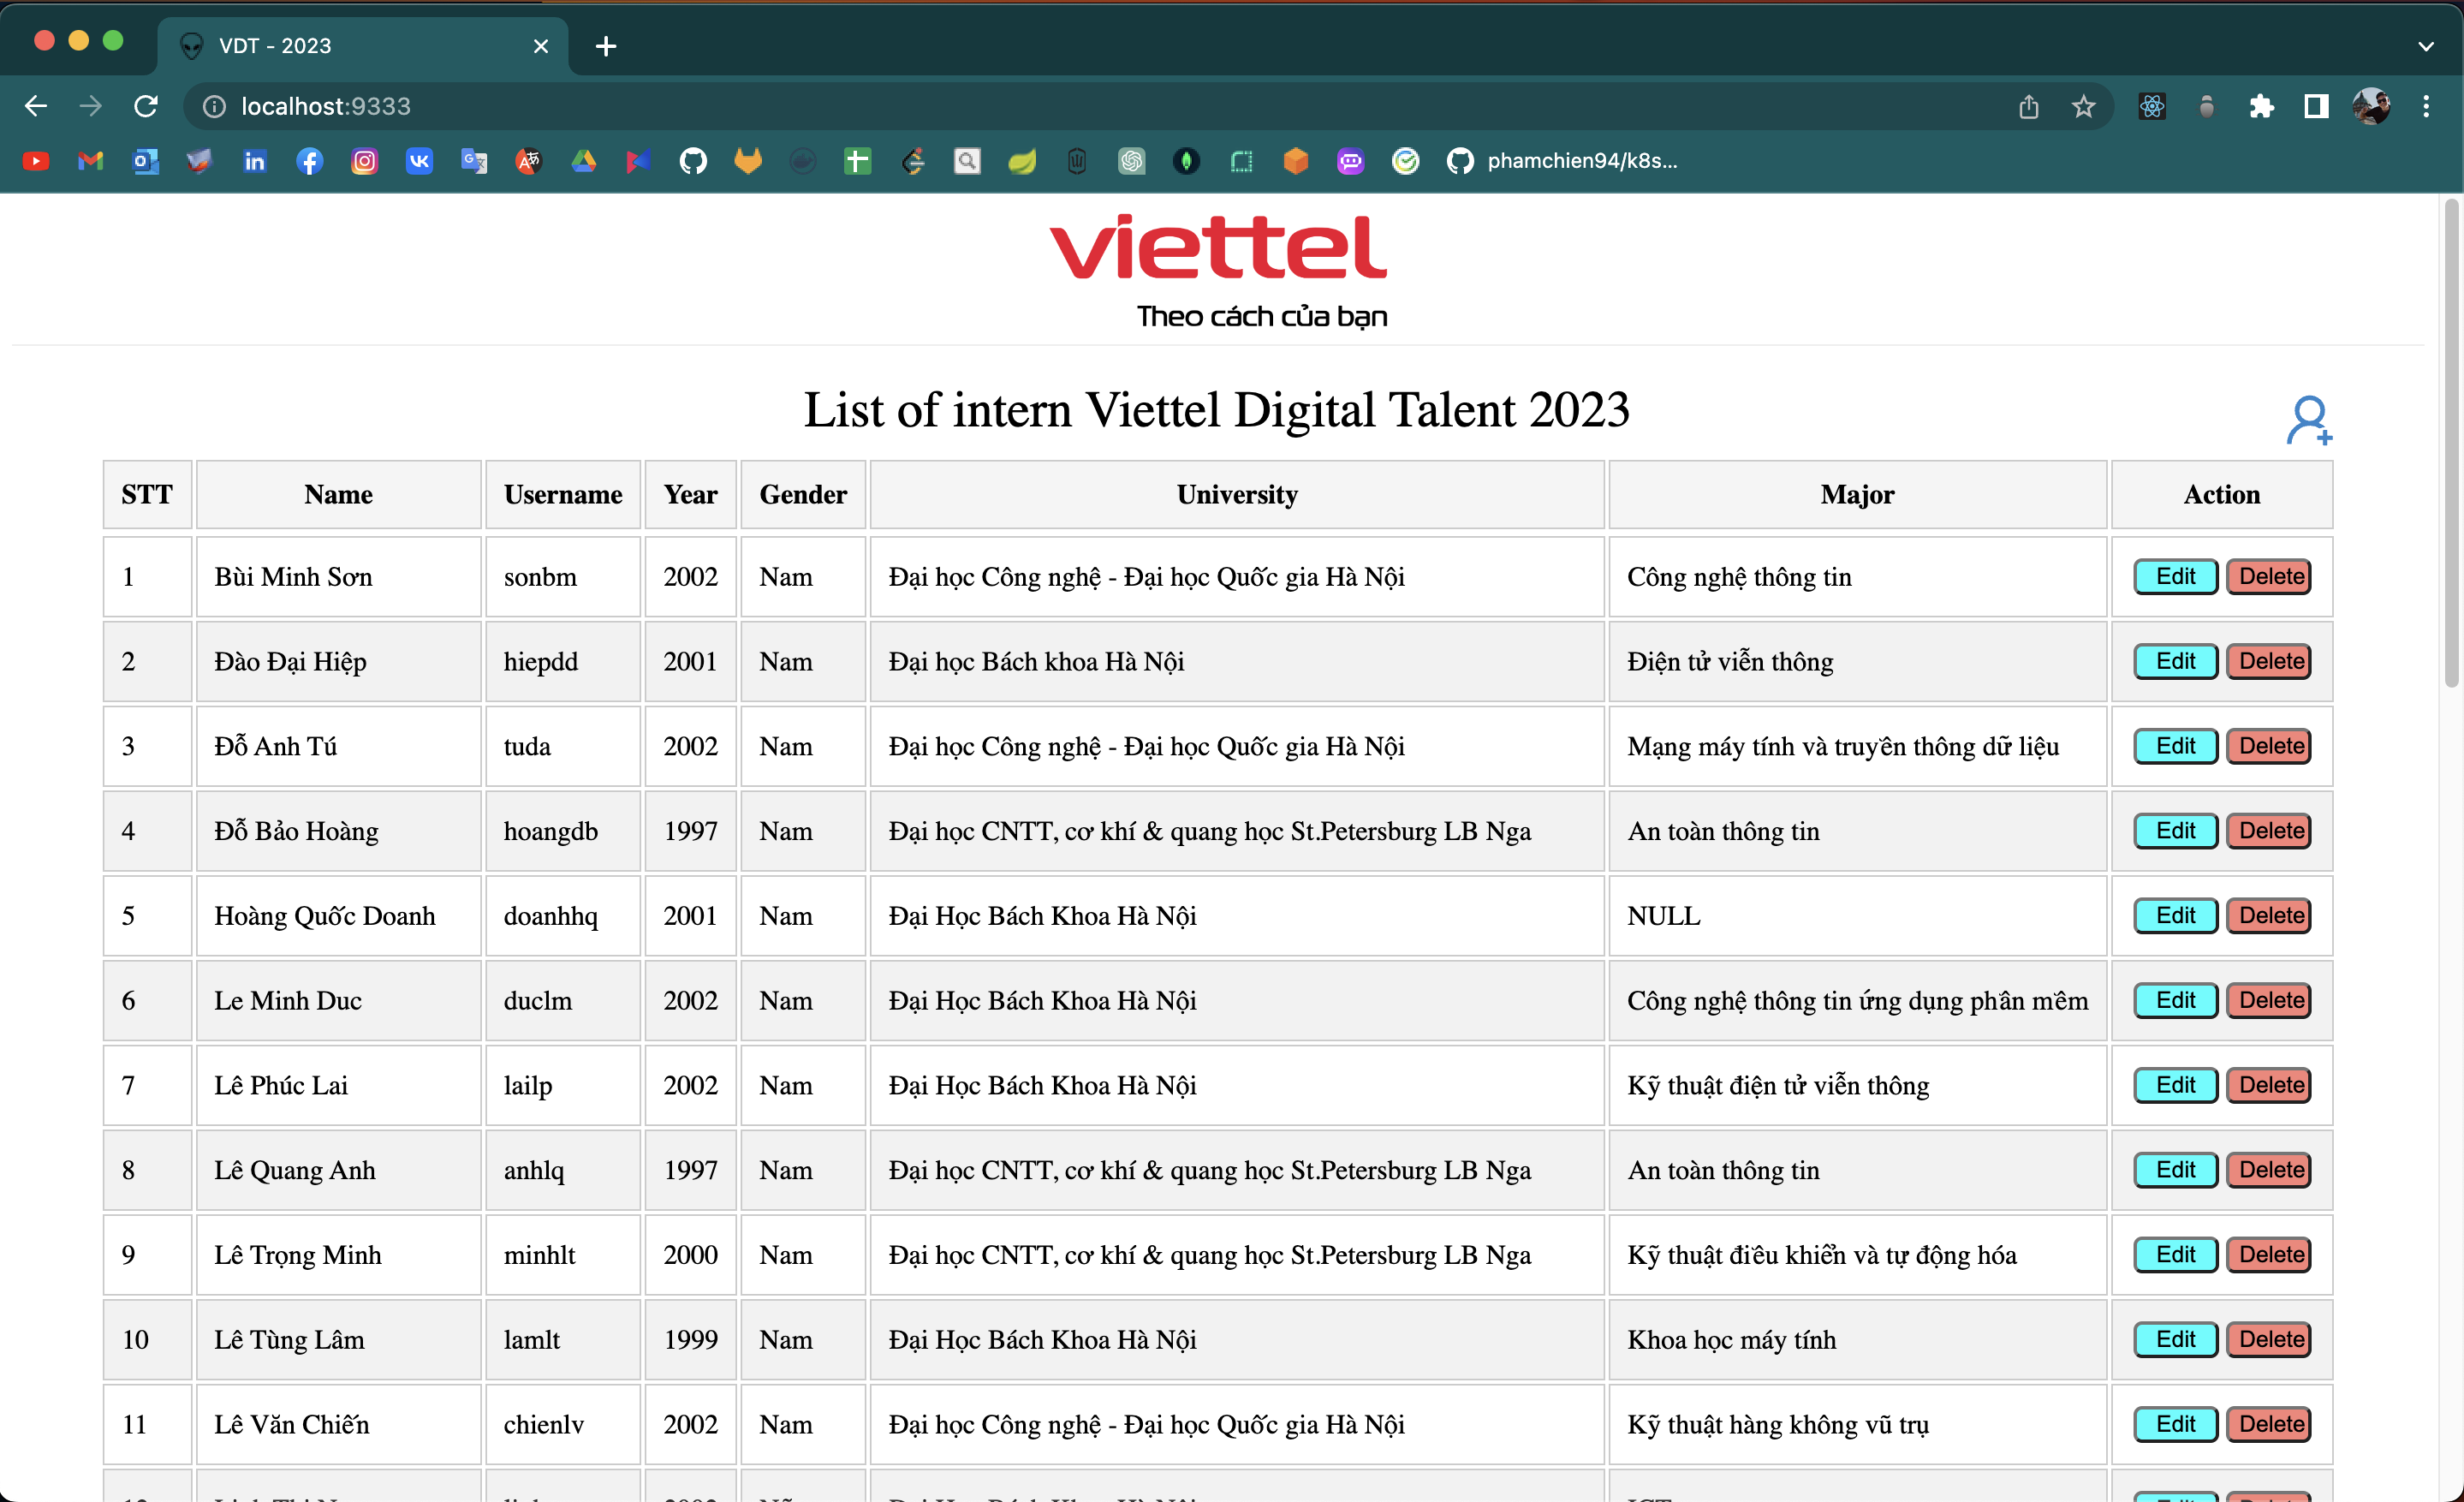 VDT - 2023
localhost:9333
phamchien94/k8s...
viettel
Theo cách của bạn
List of intern Viettel Digital Talent 2023
STT Name Username Year Gender University Major Action
1 Bùi Minh Sơn sonbm 2002 Nam Đại học Công nghệ - Đại học Quốc gia Hà Nội Công nghệ thông tin Edit Delete
2 Đào Đại Hiệp hiepdd 2001 Nam Đại học Bách khoa Hà Nội Điện tử viễn thông Edit Delete
3 Đỗ Anh Tú tuda 2002 Nam Đại học Công nghệ - Đại học Quốc gia Hà Nội Mạng máy tính và truyền thông dữ liệu Edit Delete
4 Đỗ Bảo Hoàng hoangdb 1997 Nam Đại học CNTT, cơ khí & quang học St.Petersburg LB Nga An toàn thông tin Edit Delete
5 Hoàng Quốc Doanh doanhhq 2001 Nam Đại Học Bách Khoa Hà Nội NULL Edit Delete
6 Le Minh Duc duclm 2002 Nam Đại Học Bách Khoa Hà Nội Công nghệ thông tin ứng dụng phần mềm Edit Delete
7 Lê Phúc Lai lailp 2002 Nam Đại Học Bách Khoa Hà Nội Kỹ thuật điện tử viễn thông Edit Delete
8 Lê Quang Anh anhlq 1997 Nam Đại học CNTT, cơ khí & quang học St.Petersburg LB Nga An toàn thông tin Edit Delete
9 Lê Trọng Minh minhlt 2000 Nam Đại học CNTT, cơ khí & quang học St.Petersburg LB Nga Kỹ thuật điều khiển và tự động hóa Edit Delete
10 Lê Tùng Lâm lamlt 1999 Nam Đại Học Bách Khoa Hà Nội Khoa học máy tính Edit Delete
11 Lê Văn Chiến chienlv 2002 Nam Đại học Công nghệ - Đại học Quốc gia Hà Nội Kỹ thuật hàng không vũ trụ Edit Delete